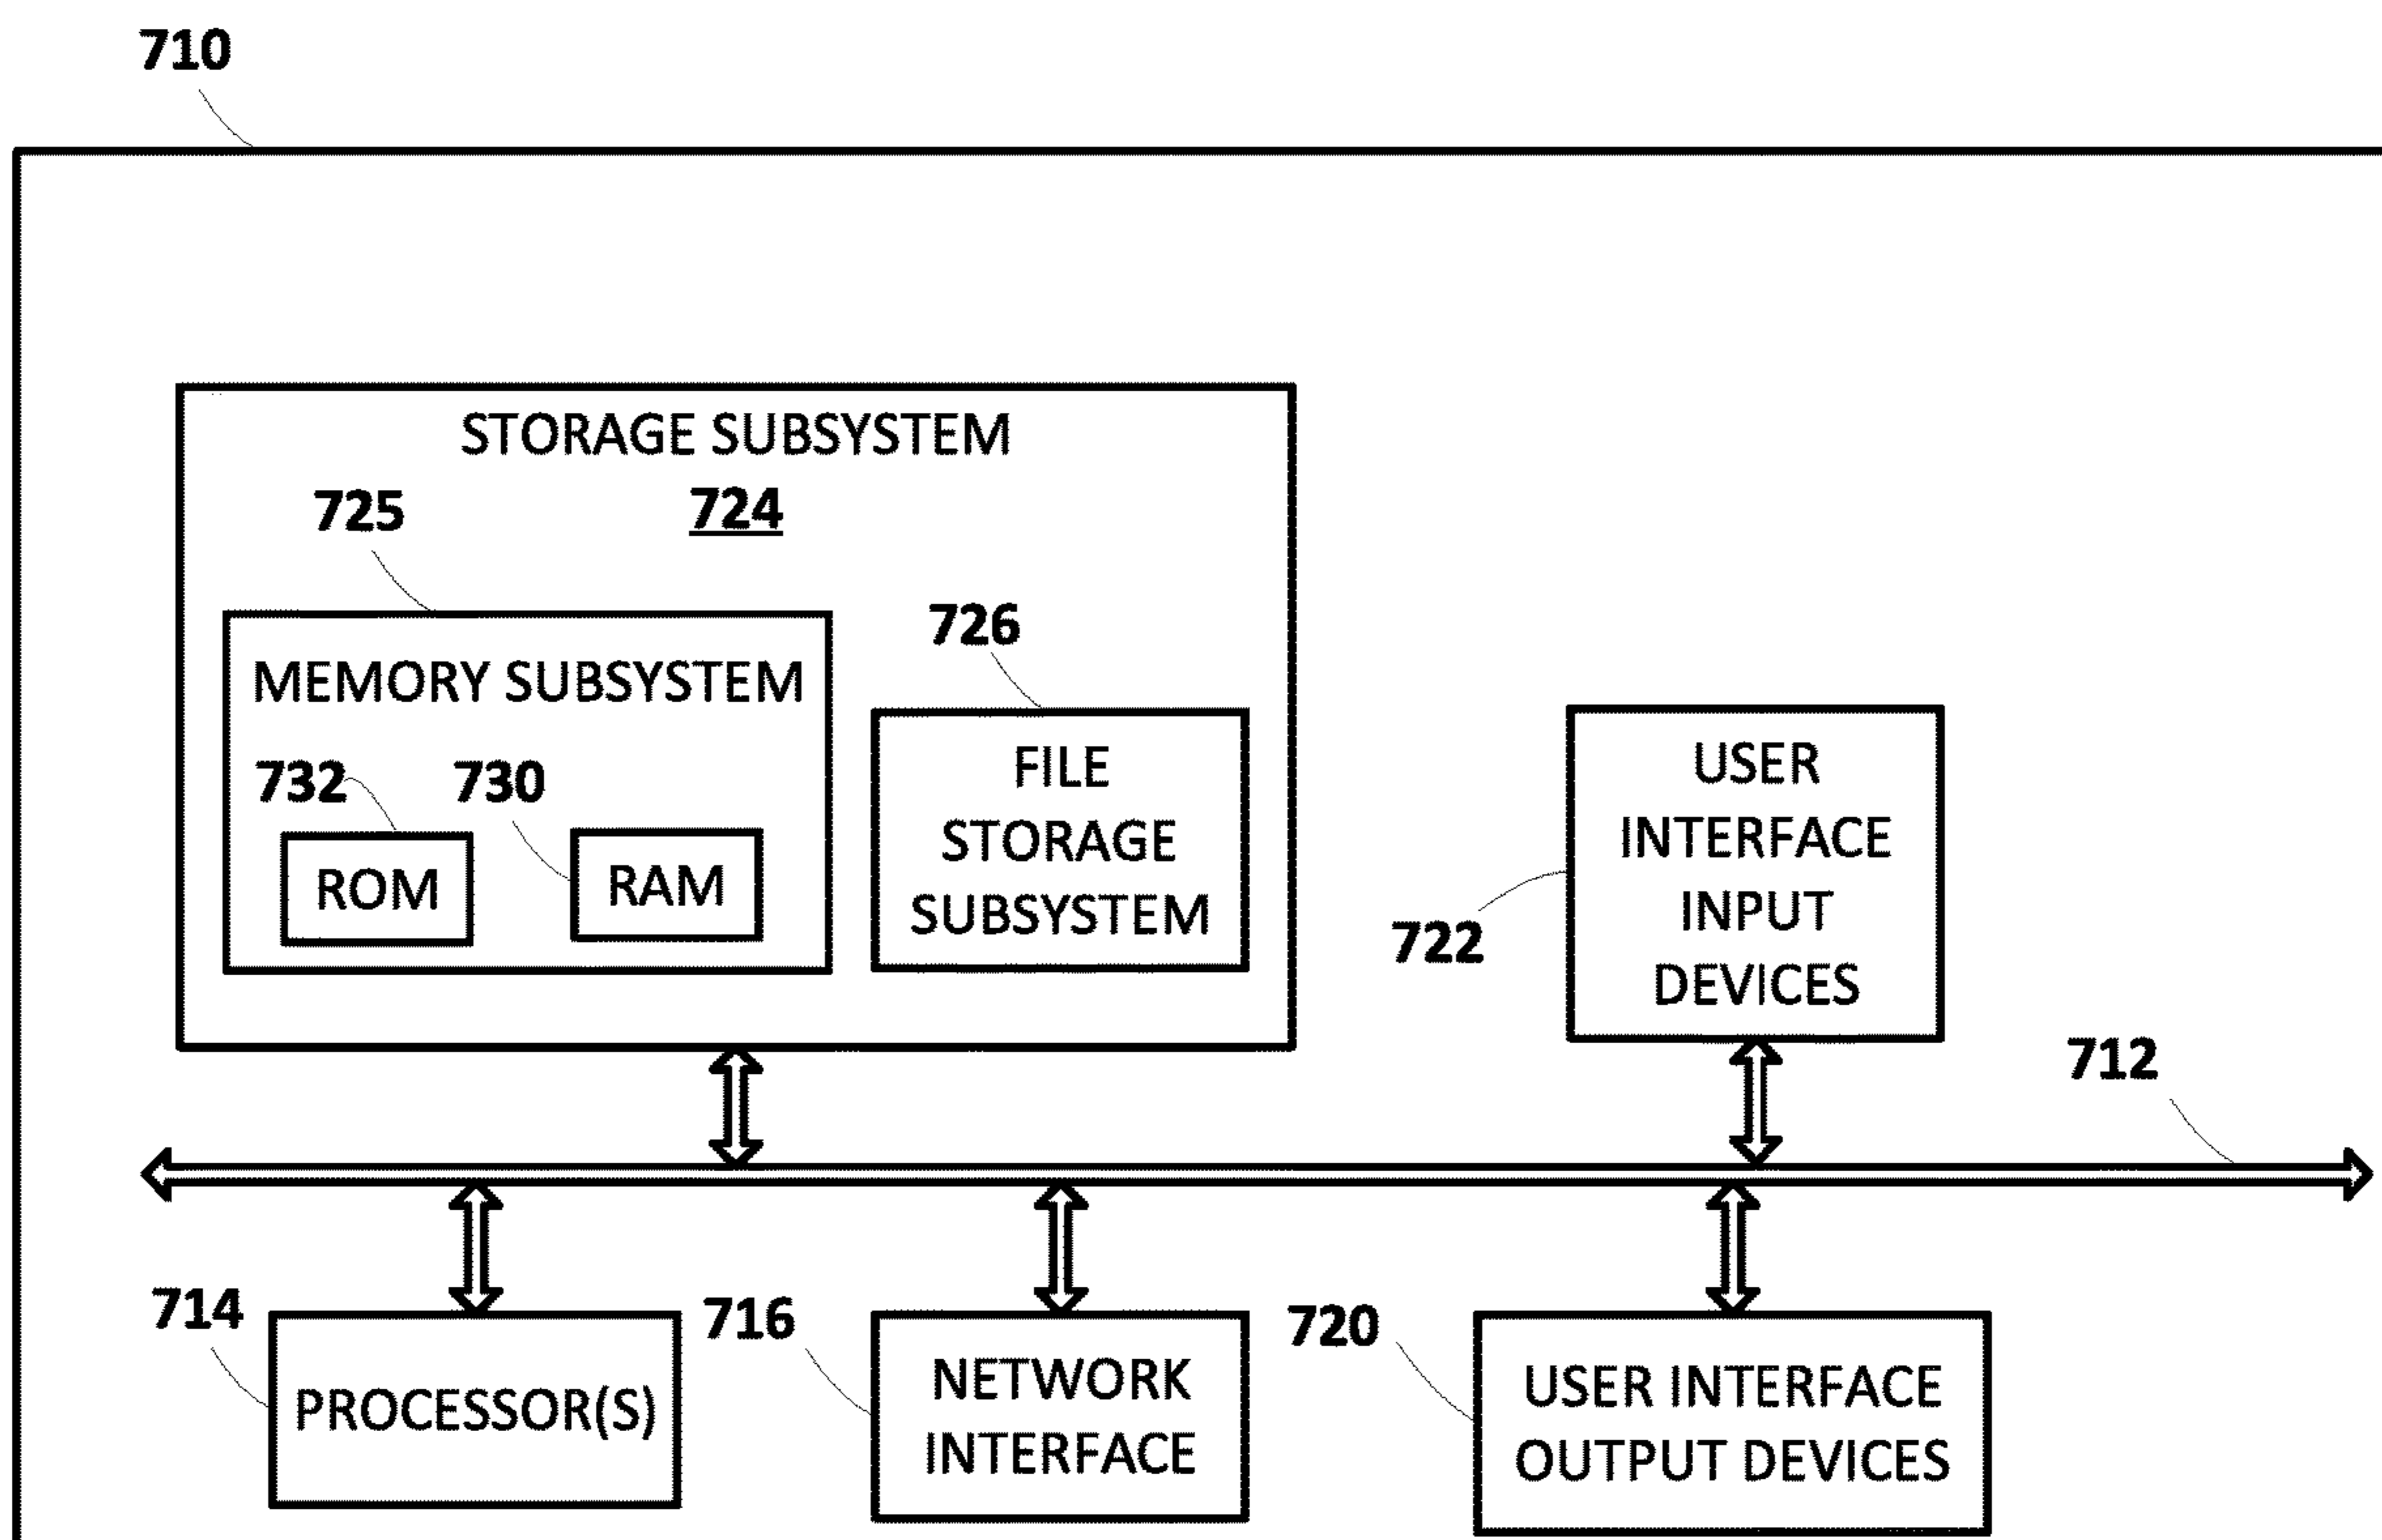 710
STORAGE SUBSYSTEM
725
724
726
MEMORY SUBSYSTEM
732
730
ROM
RAM
FILE
STORAGE
SUBSYSTEM
USER
INTERFACE
INPUT
DEVICES
722
712
714
PROCESSOR(S)
716
NETWORK
INTERFACE
720
USER INTERFACE
OUTPUT DEVICES